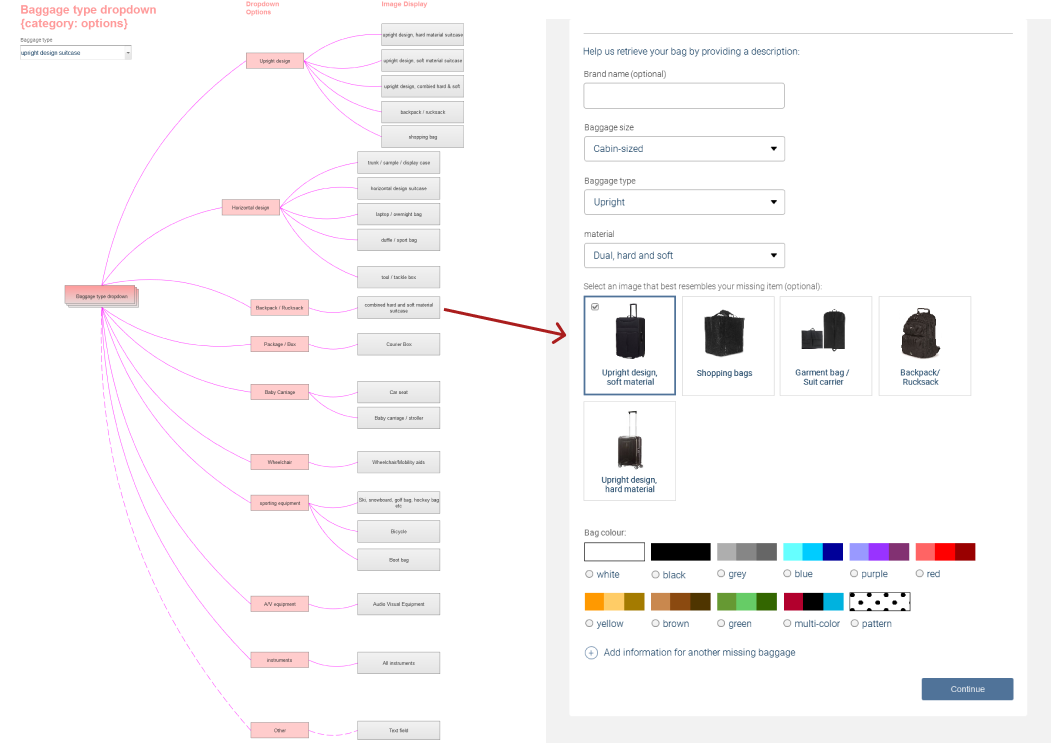 Baggage type dropdown
{category: options}
Baggage type
upright design suitcase
Dropdown
Options
Image Display
Baggage type dropdown
Upright design
upright design, hard material suitcase
upright design, soft material suitcase
upright design, combined hard & soft
backpack / rucksack
shopping bag
Horizontal design
trunk / sample / display case
horizontal design suitcase
laptop / overnight bag
duffle / sport bag
tool / tackle box
Backpack / Rucksack
combined hard and soft material
suitcase
Package / Box
Courier Box
Baby Carriage
Car seat
Baby carriage / stroller
Wheelchair
Wheelchair/Mobility aids
sporting equipment
Ski, snowboard, golf bag, hockey bag
etc
Bicycle
Boot bag
A/V equipment
Audio Visual Equipment
instruments
All instruments
Other
Text field
Help us retrieve your bag by providing a description:
Brand name (optional)
Baggage size
Cabin-sized
Baggage type
Upright
material
Dual, hard and soft
Select an image that best resembles your missing item (optional):
Upright design,
soft material
Shopping bags
Garment bag /
Suit carrier
Backpack/
Rucksack
Upright design,
hard material
Bag colour:
white
black
grey
blue
purple
red
yellow
brown
green
multi-color
pattern
Add information for another missing baggage
Continue